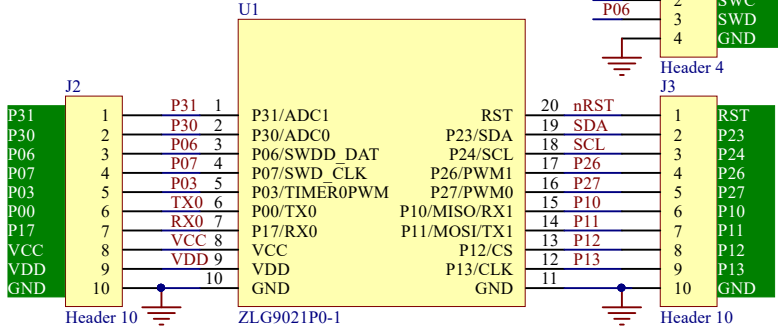 U1
2 SWC
P06 3 SWD
4 GND
Header 4
J2
J3
P31 1 P31 1 P31/ADC1 RST 20 nRST 1 RST
P30 2 P30 2 P30/ADC0 P23/SDA 19 SDA 2 P23
P06 3 P06 3 P06/SWDD_DAT P24/SCL 18 SCL 3 P24
P07 4 P07 4 P07/SWD_CLK P26/PWM1 17 P26 4 P26
P03 5 P03 5 P03/TIMER0PWM P27/PWM0 16 P27 5 P27
P00 6 TX0 6 P00/TX0 P10/MISO/RX1 15 P10 6 P10
P17 7 RX0 7 P17/RX0 P11/MOSI/TX1 14 P11 7 P11
VCC 8 VCC 8 VCC P12/CS 13 P12 8 P12
VDD 9 VDD 9 VDD P13/CLK 12 P13 9 P13
GND 10 10 GND GND 11 10 GND
Header 10
ZLG9021P0-1
Header 10